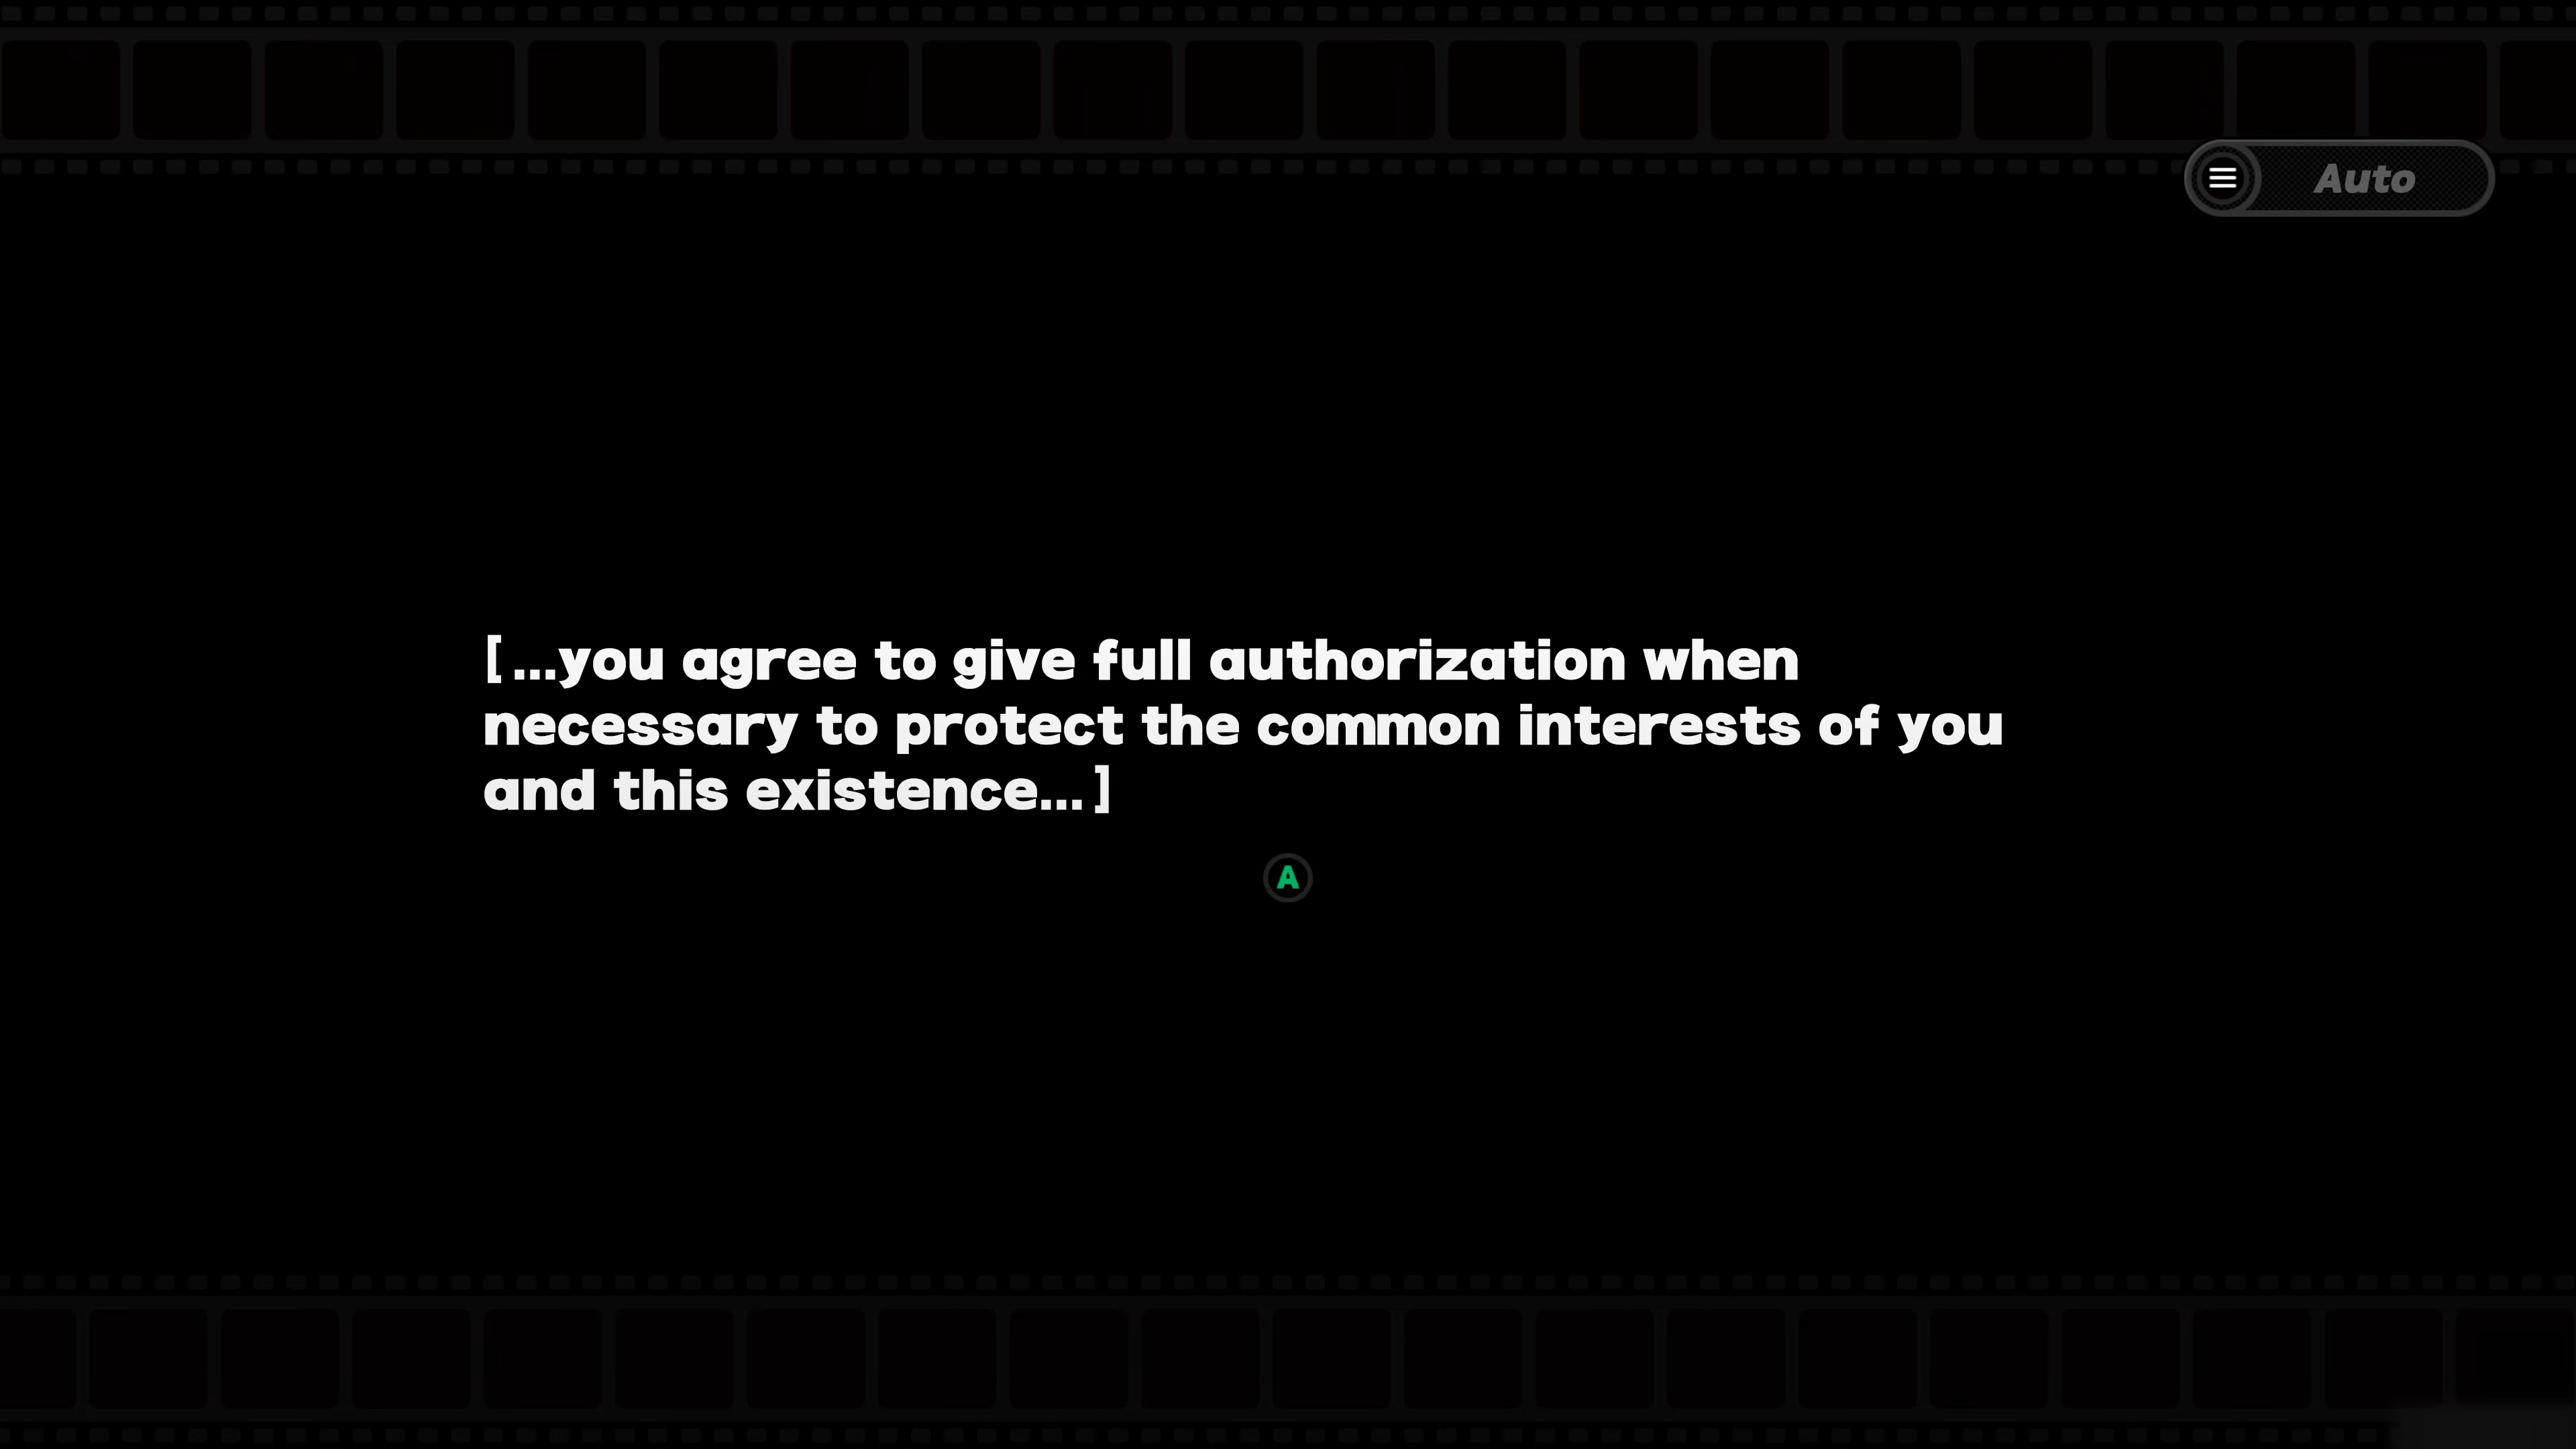 Auto
[...you agree to give full authorization when
necessary to protect the common interests of you
and this existence...]
A